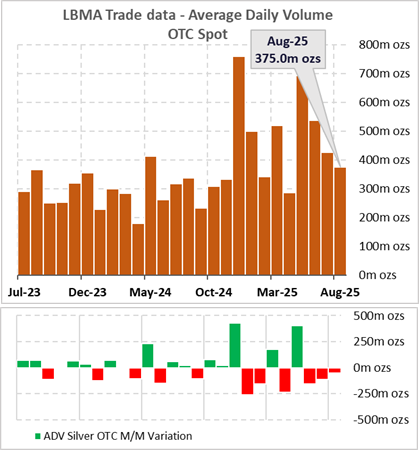 LBMA Trade data - Average Daily Volume
OTC Spot
Aug-25
375.0m ozs
800m ozs
700m ozs
600m ozs
500m ozs
400m ozs
300m ozs
200m ozs
100m ozs
0m ozs
Jul-23 Dec-23 May-24 Oct-24 Mar-25 Aug-25
500m ozs
250m ozs
0m ozs
-250m ozs
-500m ozs
ADV Silver OTC M/M Variation